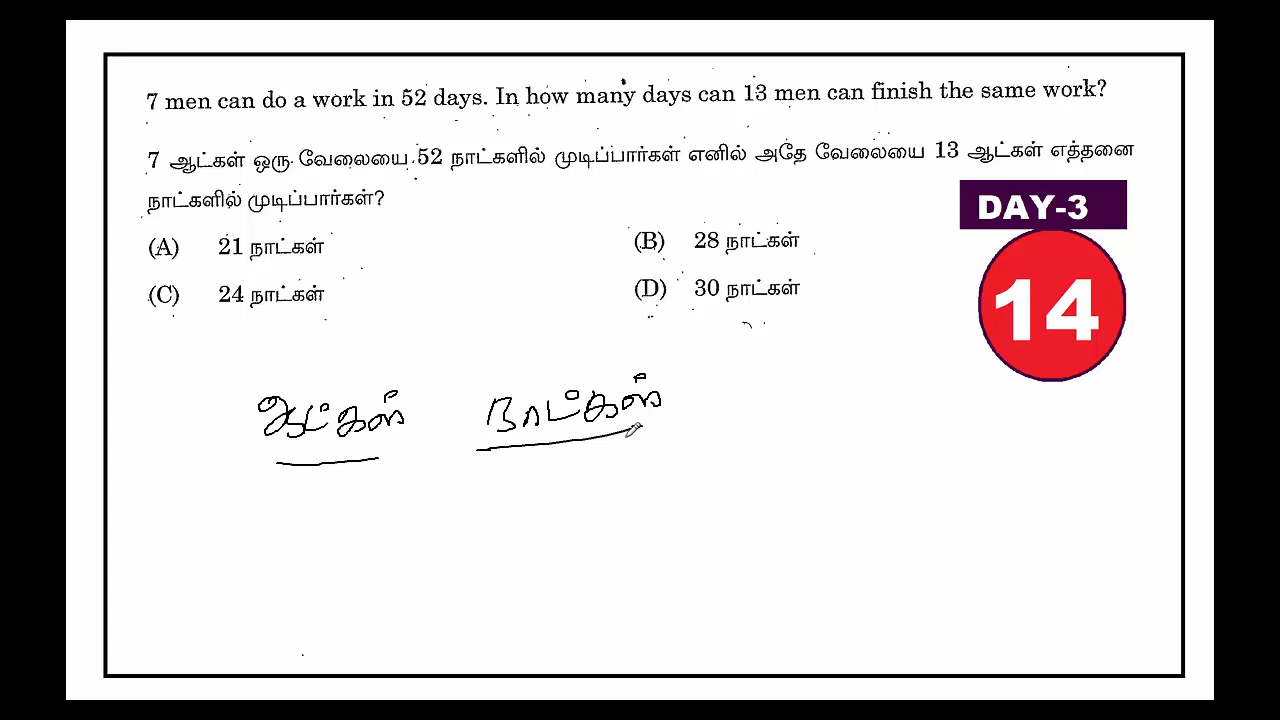 7 men can do a work in 52 days. In how many days can 13 men can finish the same work?
7 ஆட்கள் ஒரு வேலையை 52 நாட்களில் முடிப்பார்கள் எனில் அதே வேலையை 13 ஆட்கள் எத்தனை
நாட்களில் முடிப்பார்கள்?
DAY-3
(A) 21 நாட்கள் (B) 28 நாட்கள்
(C) 24 நாட்கள் (D) 30 நாட்கள்
14
ஆட்கள் நாட்கள்